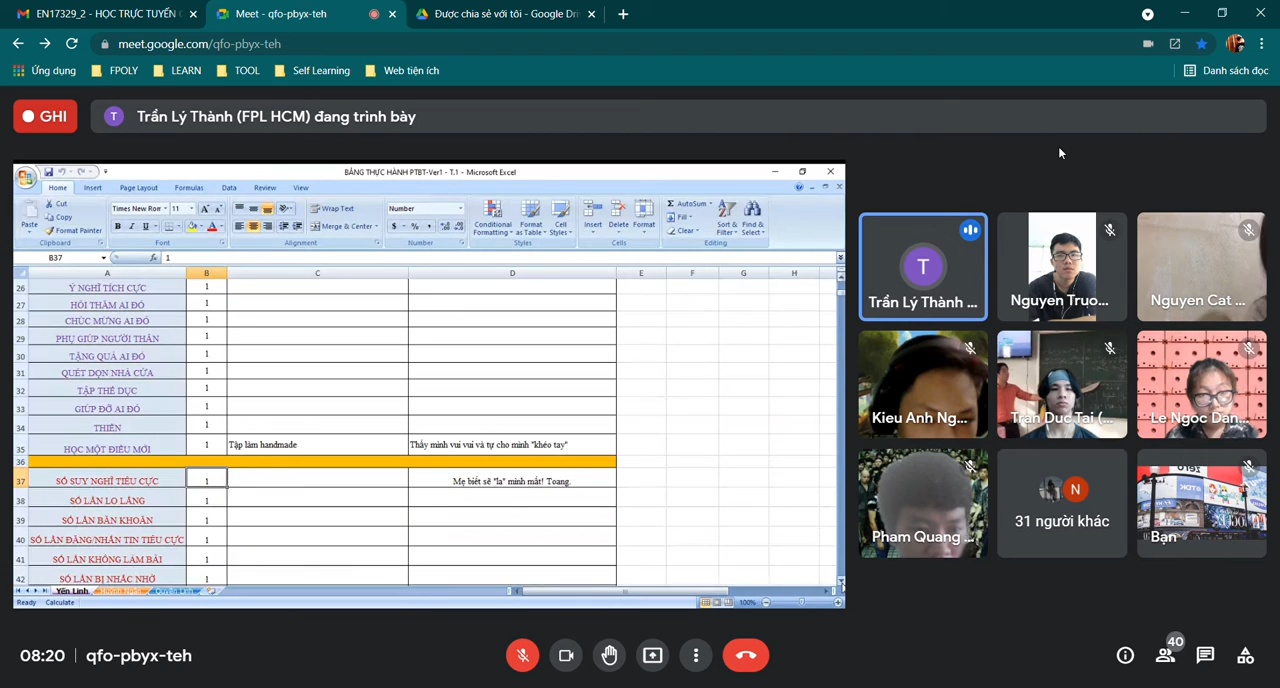 EN17329_2 - HỌC TRỰC TUYẾN
Meet - qfo-pbyx-teh
Được chia sẻ với tôi - Google Dri
meet.google.com/qfo-pbyx-teh
Ứng dụng FPOLY LEARN TOOL Self Learning Web tiện ích Danh sách đọc
GHI
T Trần Lý Thành (FPL HCM) đang trình bày
BẢNG THỰC HÀNH PTBT-Ver1 - T.1 - Microsoft Excel
Home Insert Page Layout Formulas Data Review View
Cut
Copy
Format Painter
Paste
Clipboard
Times New Rom 11
B I U
Font
Wrap Text
Merge & Center
Alignment
Number
$ % ,
Number
Conditional Formatting
Format as Table
Cell Styles
Styles
Insert Delete Format
Cells
AutoSum
Fill
Clear
Sort & Filter
Find & Select
Editing
B37 fx 1
A B C D E F G H
26 Ý NGHĨ TÍCH CỰC 1
27 HỎI THĂM AI ĐÓ 1
28 CHÚC MỪNG AI ĐÓ 1
29 PHỤ GIÚP NGƯỜI THÂN 1
30 TẶNG QUÀ AI ĐÓ 1
31 QUÉT DỌN NHÀ CỬA 1
32 TẬP THỂ DỤC 1
33 GIÚP ĐỠ AI ĐÓ 1
34 THIỀN 1
35 HỌC MỘT ĐIỀU MỚI 1 Tập làm handmade Thấy mình vui vui và tự cho mình "khéo tay"
36
37 SỐ SUY NGHĨ TIÊU CỰC 1 Mẹ biết sẽ "la" mình mất! Toang.
38 SỐ LẦN LO LẮNG 1
39 SỐ LẦN BĂN KHOĂN 1
40 SỐ LẦN ĐĂNG/NHẮN TIN TIÊU CỰC 1
41 SỐ LẦN KHÔNG LÀM BÀI 1
42 SỐ LẦN BỊ NHẮC NHỞ 1
Yến Linh Huỳnh Ngân Duyên Linh
Ready Calculate 100%
T
Trần Lý Thành ...
Nguyen Truo...
Nguyen Cat ...
Kieu Anh Ng...
Tran Duc Tai (...
Le Ngoc Dan...
Pham Quang ...
N
31 người khác
Bạn
08:20 qfo-pbyx-teh
40